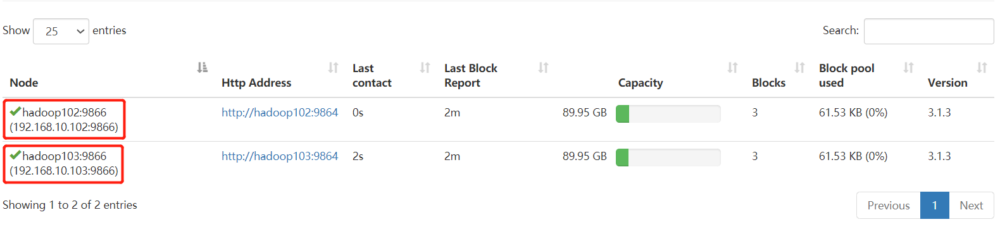 Show 25 entries Search:
Node Http Address Last contact Last Block Report Capacity Blocks Block pool used Version
hadoop102:9866 http://hadoop102:9864 0s 2m 89.95 GB 3 61.53 KB (0%) 3.1.3
(192.168.10.102:9866)
hadoop103:9866 http://hadoop103:9864 2s 2m 89.95 GB 3 61.53 KB (0%) 3.1.3
(192.168.10.103:9866)
Showing 1 to 2 of 2 entries Previous 1 Next